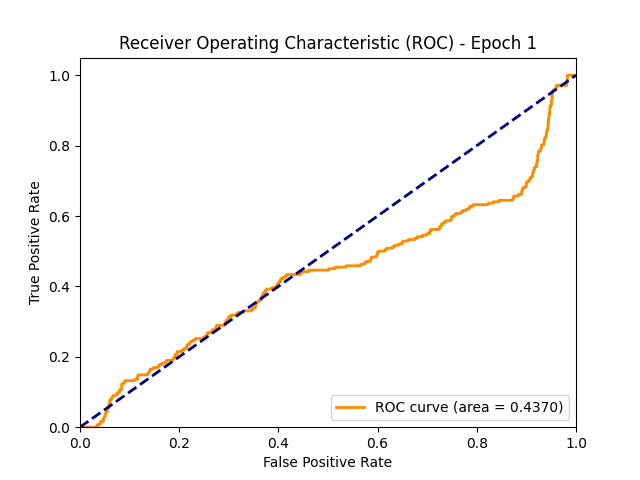 Receiver Operating Characteristic (ROC) - Epoch 1
True Positive Rate
1.0
0.8
0.6
0.4
0.2
0.0
ROC curve (area = 0.4370)
0.0 0.2 0.4 0.6 0.8 1.0
False Positive Rate